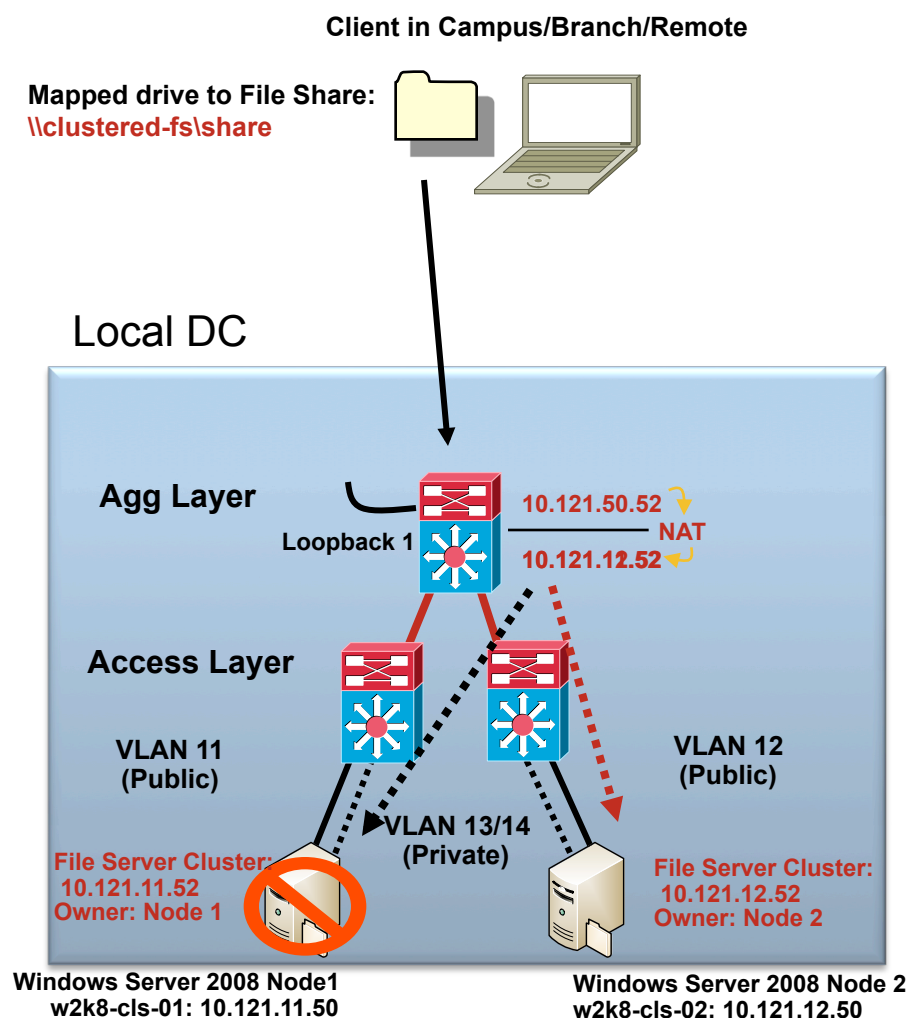 Client in Campus/Branch/Remote
Mapped drive to File Share:
\\clustered-fs\share
Local DC
Agg Layer
Loopback 1
10.121.50.52
NAT
Access Layer
VLAN 11
(Public)
VLAN 12
(Public)
VLAN 13/14
(Private)
File Server Cluster:
10.121.11.52
Owner: Node 1
File Server Cluster:
10.121.12.52
Owner: Node 2
Windows Server 2008 Node1
w2k8-cls-01: 10.121.11.50
Windows Server 2008 Node 2
w2k8-cls-02: 10.121.12.50